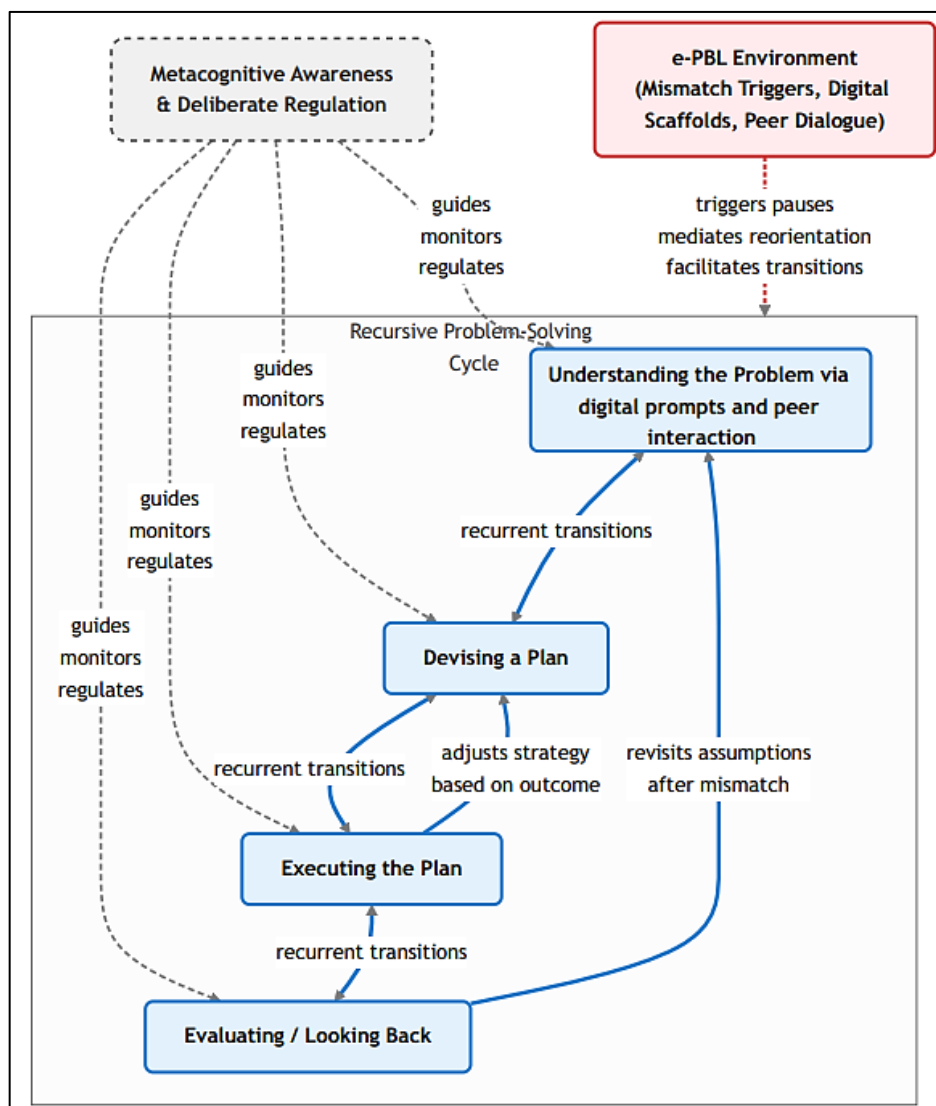 Metacognitive Awareness
& Deliberate Regulation
e-PBL Environment
(Mismatch Triggers, Digital
Scaffolds, Peer Dialogue)
guides
monitors
regulates
triggers pauses
mediates reorientation
facilitates transitions
Recursive Problem-Solving
Cycle
Understanding the Problem via
digital prompts and peer
interaction
guides
monitors
regulates
guides
monitors
regulates
recurrent transitions
guides
monitors
regulates
Devising a Plan
recurrent transitions
adjusts strategy
based on outcome
revisits assumptions
after mismatch
Executing the Plan
recurrent transitions
Evaluating / Looking Back